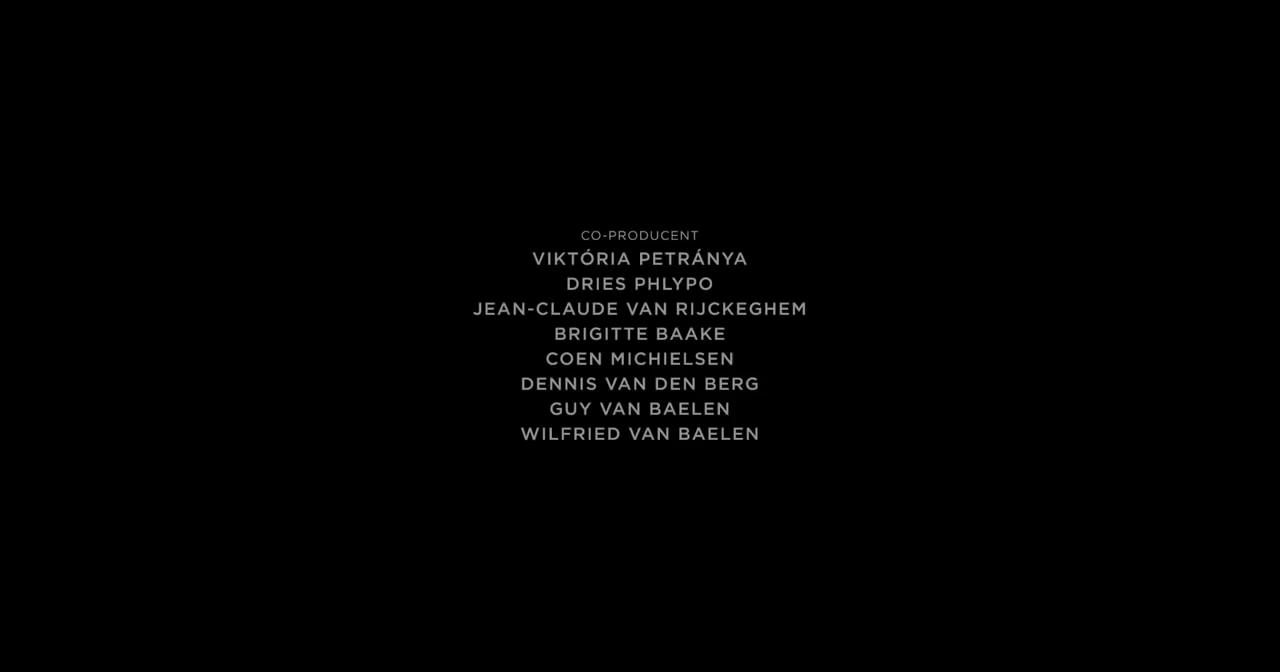 CO-PRODUCENT
VIKTÓRIA PETRÁNYA
DRIES PHLYPO
JEAN-CLAUDE VAN RIJCKEGHEM
BRIGITTE BAAKE
COEN MICHIELSEN
DENNIS VAN DEN BERG
GUY VAN BAELEN
WILFRIED VAN BAELEN